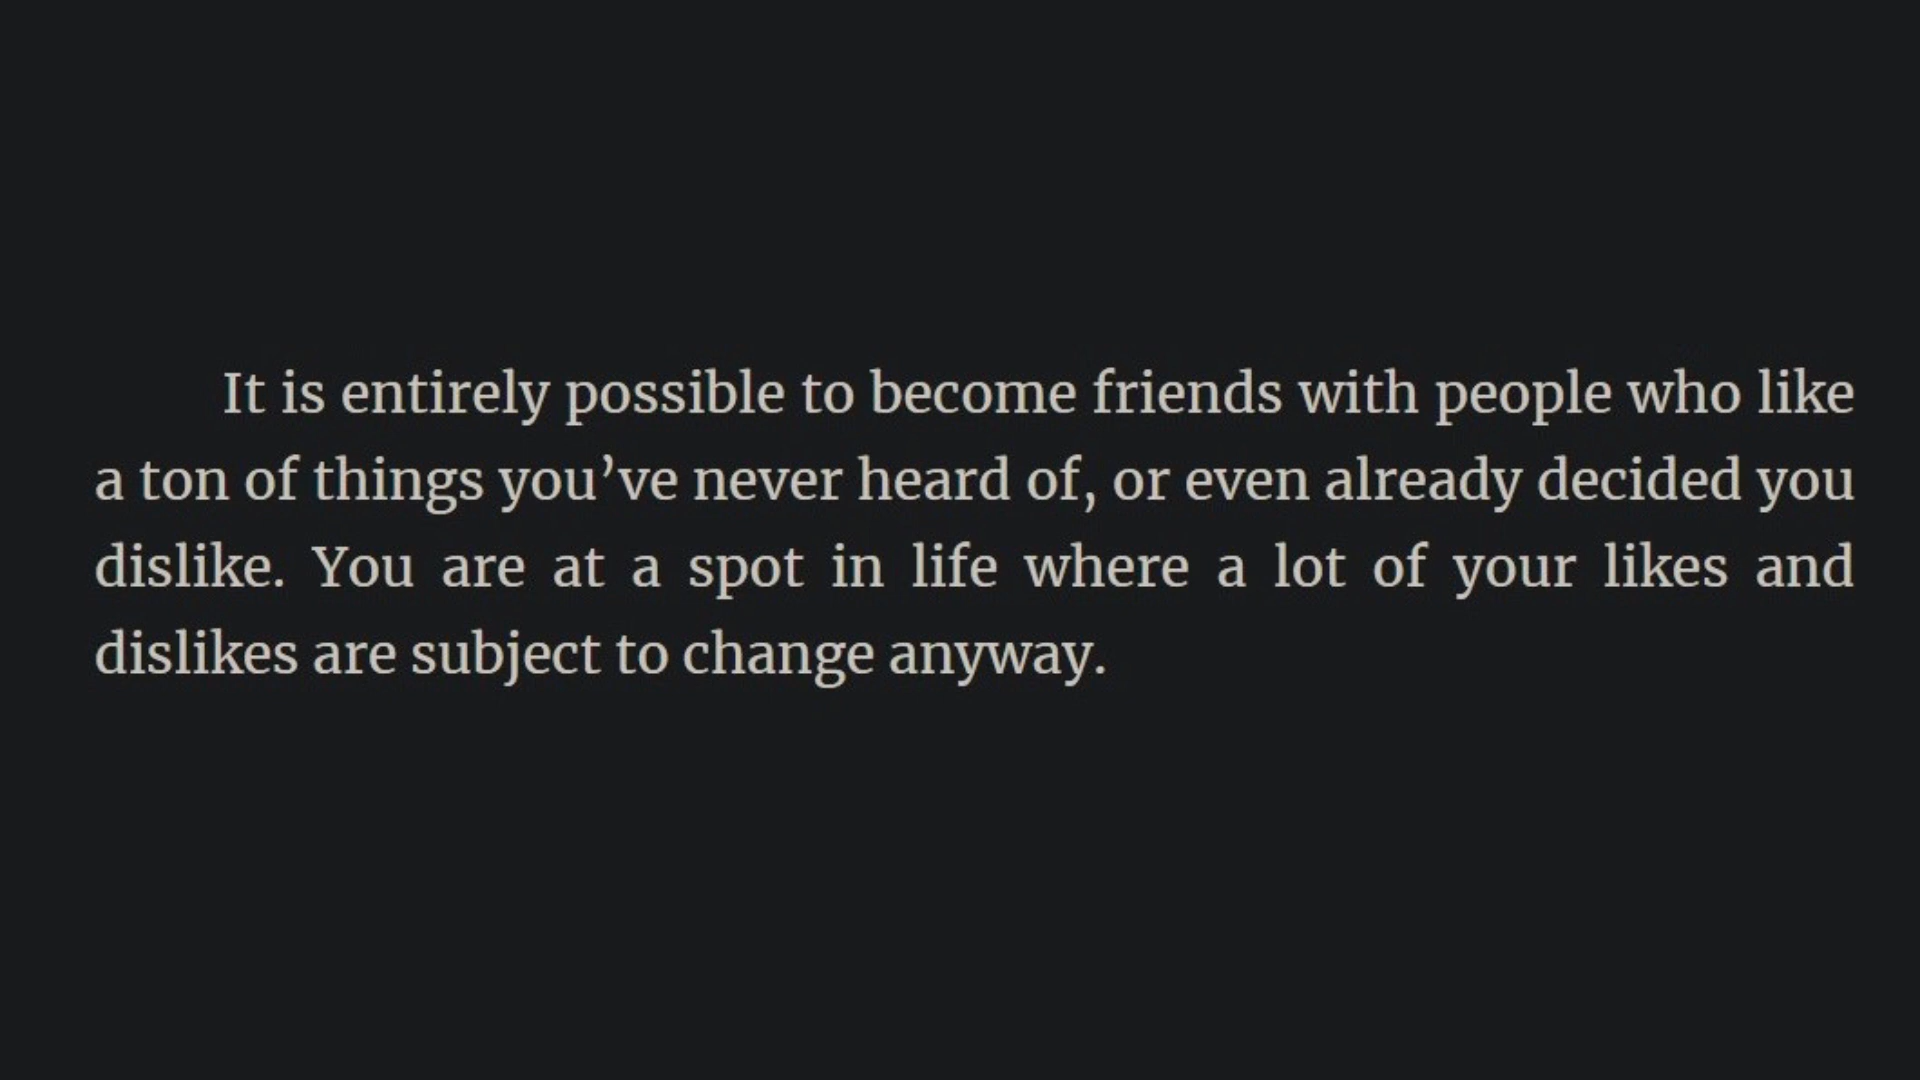 It is entirely possible to become friends with people who like
a ton of things you’ve never heard of, or even already decided you
dislike. You are at a spot in life where a lot of your likes and
dislikes are subject to change anyway.